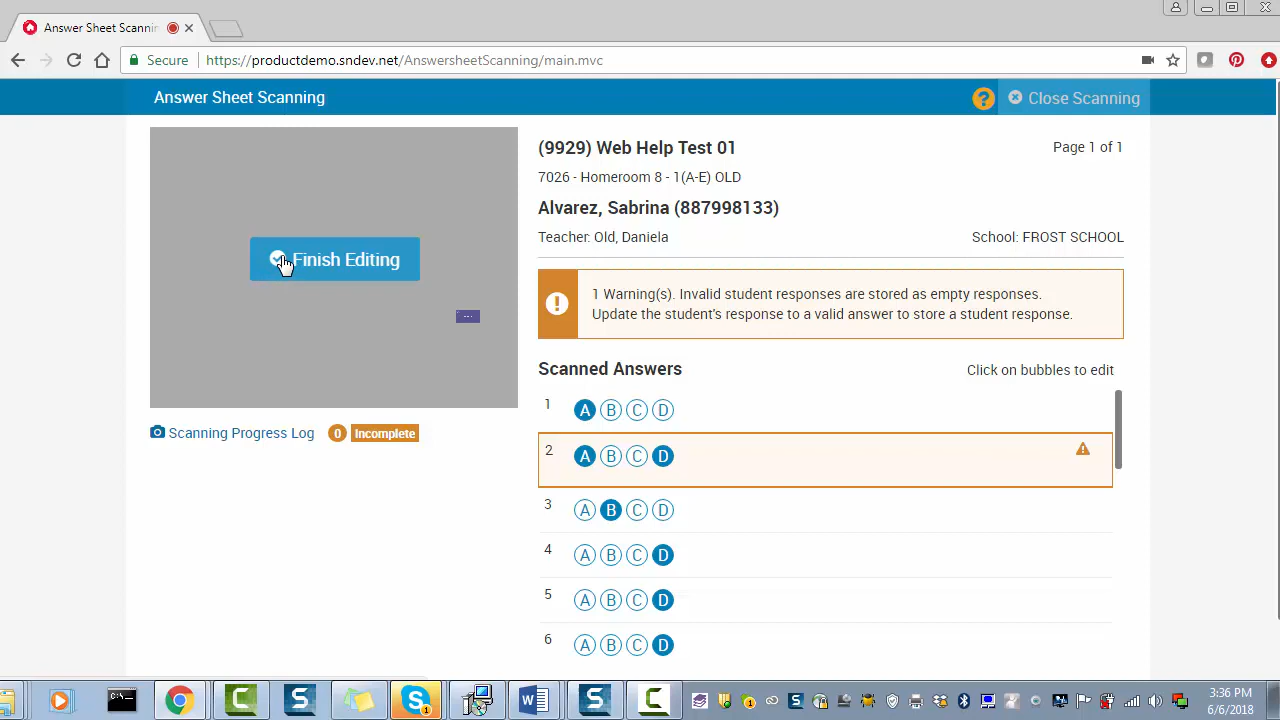 Answer Sheet Scannin
Secure https://productdemo.sndev.net/AnswersheetScanning/main.mvc
Answer Sheet Scanning
? Close Scanning
(9929) Web Help Test 01 Page 1 of 1
7026 - Homeroom 8 - 1(A-E) OLD
Alvarez, Sabrina (887998133)
Teacher: Old, Daniela School: FROST SCHOOL
Finish Editing
1 Warning(s). Invalid student responses are stored as empty responses.
Update the student's response to a valid answer to store a student response.
Scanned Answers Click on bubbles to edit
1 A B C D
2 A B C D
3 A B C D
4 A B C D
5 A B C D
6 A B C D
Scanning Progress Log 0 Incomplete
3:36 PM
6/6/2018